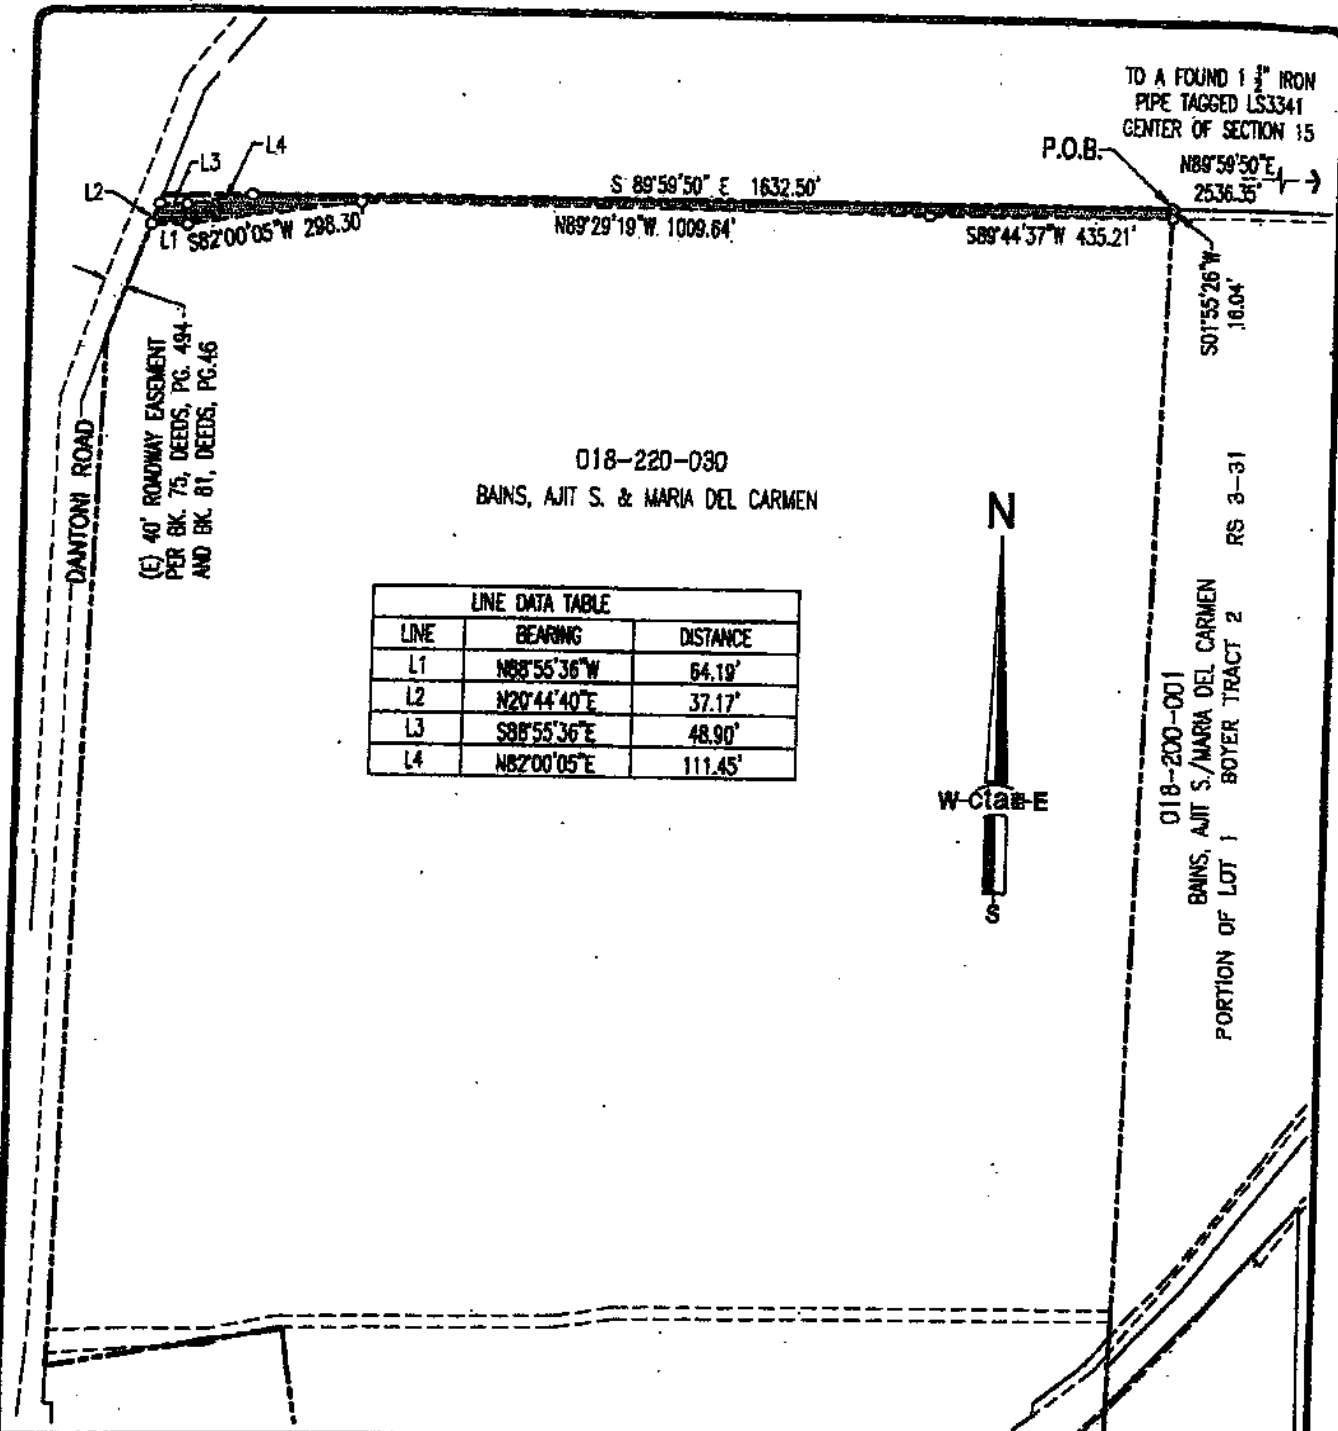 TO A FOUND 1 ½" IRON
PIPE TAGGED LS3341
CENTER OF SECTION 15
P.O.B.
N89°59'50"E
2536.35'
L3
L4
L2
S 89°59'50" E 1632.50'
L1
S82°00'05"W 298.30'
N89°29'19"W 1009.64'
S89°44'37"W 435.21'
S01°55'26"W
16.04'
(E) 40' ROADWAY EASEMENT
PER BK. 75, DEEDS, PG. 494
AND BK. 81, DEEDS, PG.46
DANTONI ROAD
018-220-030
BAINS, AJIT S. & MARIA DEL CARMEN
N
LINE DATA TABLE
LINE BEARING DISTANCE
L1 N88°55'36"W 64.19'
L2 N20°44'40"E 37.17'
L3 S88°55'36"E 48.90'
L4 N82°00'05"E 111.45'
W-cta-E
S
018-200-001
BAINS, AJIT S./MARIA DEL CARMEN
PORTION OF LOT 1 BOYER TRACT 2 RS 3-31